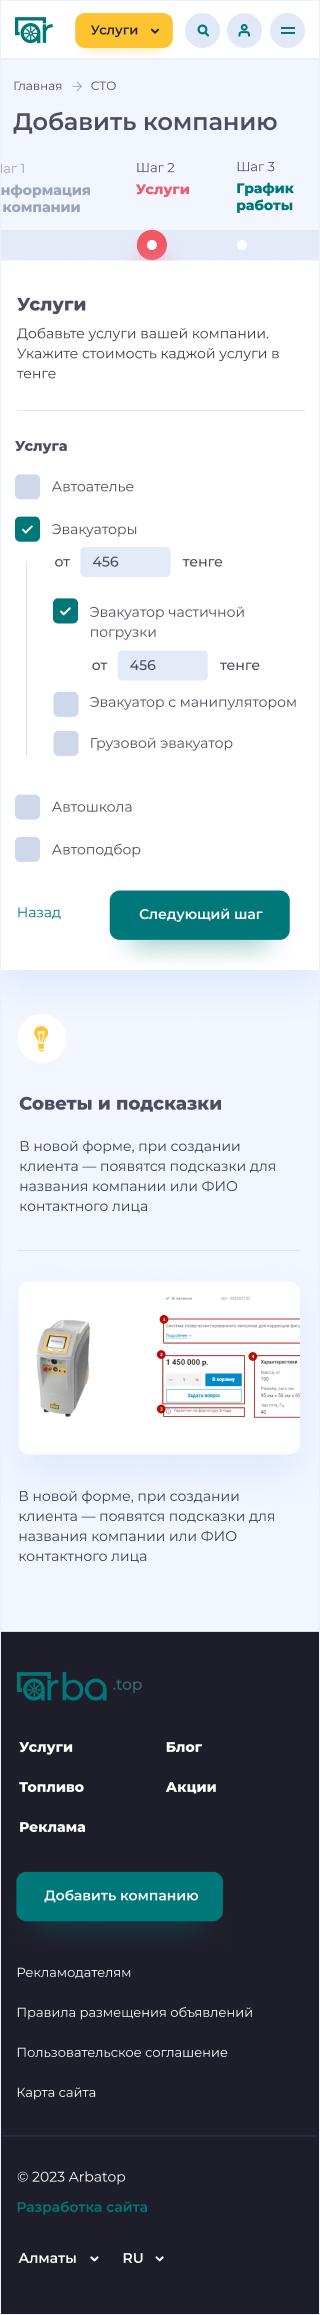 ar
Услуги
Главная → СТО
Добавить компанию
Шаг 2
Шаг 3
нформация
компании
Услуги
График
работы
Услуги
Добавьте услуги вашей компании.
Укажите стоимость каджой услуги в
тенге
Услуга
Автоателье
Эвакуаторы
от 456 тенге
Эвакуатор частичной
погрузки
от 456 тенге
Эвакуатор с манипулятором
Грузовой эвакуатор
Автошкола
Автоподбор
Назад
Следующий шаг
Советы и подсказки
В новой форме, при создании
клиента — появятся подсказки для
названия компании или ФИО
контактного лица
В наличии
1 450 000 р.
Характеристики
В корзину
Задать вопрос
В новой форме, при создании
клиента — появятся подсказки для
названия компании или ФИО
контактного лица
arba .top
Услуги
Блог
Топливо
Акции
Реклама
Добавить компанию
Рекламодателям
Правила размещения объявлений
Пользовательское соглашение
Карта сайта
© 2023 Arbatop
Разработка сайта
Алматы
RU